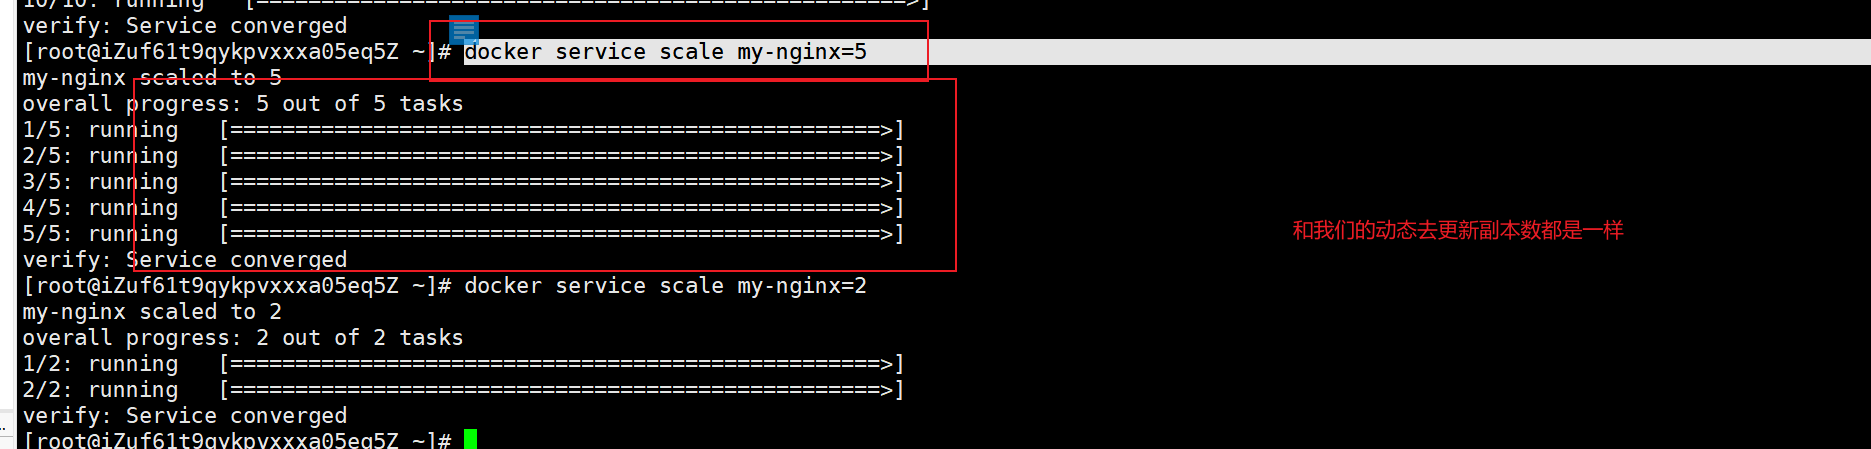 10/10: running   [==================================================>]
verify: Service converged
[root@iZuf61t9qykpvxxxa05eq5Z ~]# docker service scale my-nginx=5
my-nginx scaled to 5
overall progress: 5 out of 5 tasks
1/5: running   [==================================================>]
2/5: running   [==================================================>]
3/5: running   [==================================================>]
4/5: running   [==================================================>]
5/5: running   [==================================================>]
和我们的动态去更新副本数都是一样
verify: Service converged
[root@iZuf61t9qykpvxxxa05eq5Z ~]# docker service scale my-nginx=2
my-nginx scaled to 2
overall progress: 2 out of 2 tasks
1/2: running   [==================================================>]
2/2: running   [==================================================>]
verify: Service converged
[root@iZuf61t9qykpvxxxa05eq5Z ~]#